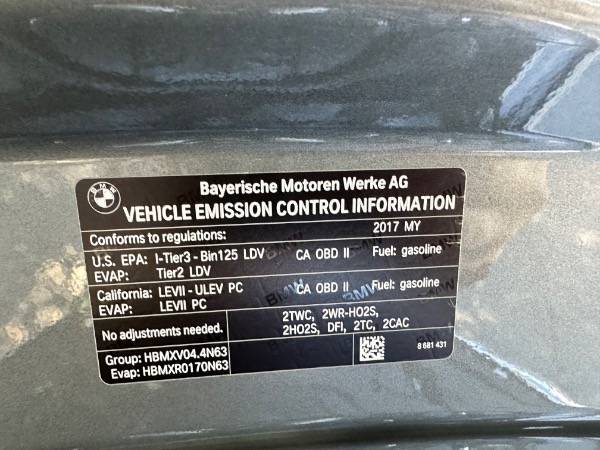 BMW
Bayerische Motoren Werke AG
VEHICLE EMISSION CONTROL INFORMATION
Conforms to regulations: 2017 MY
U.S. EPA: I-Tier3 - Bin125 LDV CA OBD II Fuel: gasoline
EVAP: Tier2 LDV
California: LEVII - ULEV PC CA OBD II Fuel: gasoline
EVAP: LEVII PC
No adjustments needed.
2TWC, 2WR-HO2S,
2HO2S, DFI, 2TC, 2CAC
Group: HBMXV04.4N63
Evap: HBMXR0170N63
8 681 431